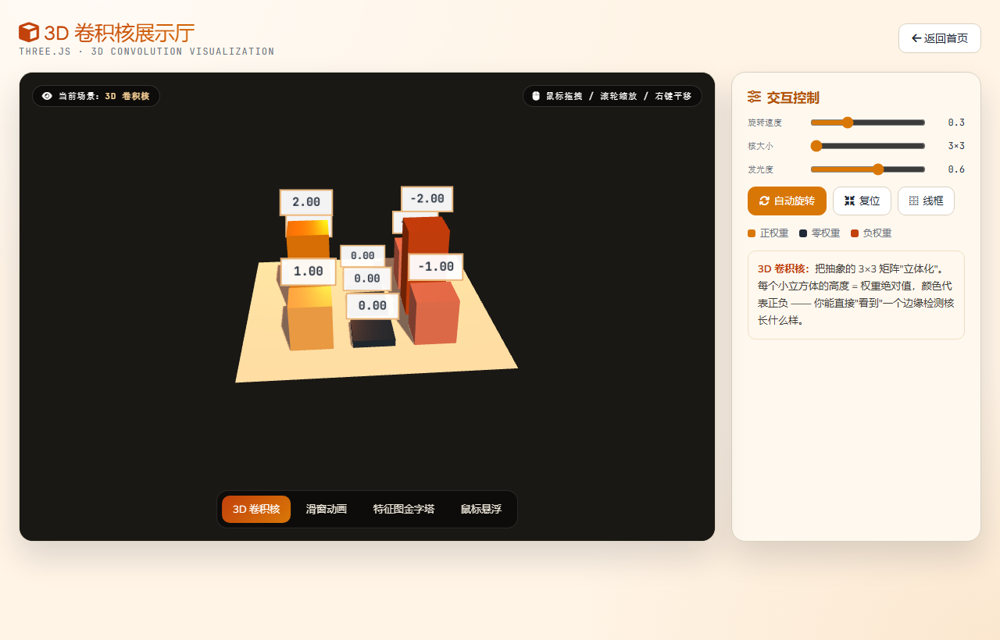 3D 卷积核展示厅
THREE.JS · 3D CONVOLUTION VISUALIZATION
返回首页
当前场景: 3D 卷积核
鼠标拖拽 / 滚轮缩放 / 右键平移
2.00
-2.00
1.00
0.00
-1.00
0.00
0.00
3D 卷积核
滑窗动画
特征图金字塔
鼠标悬浮
交互控制
旋转速度 0.3
核大小 3×3
发光度 0.6
自动旋转 复位 线框
正权重 零权重 负权重
3D 卷积核：把抽象的 3×3 矩阵"立体化"。
每个小立方体的高度 = 权重绝对值，颜色代
表正负 —— 你能直接"看到"一个边缘检测核
长什么样。